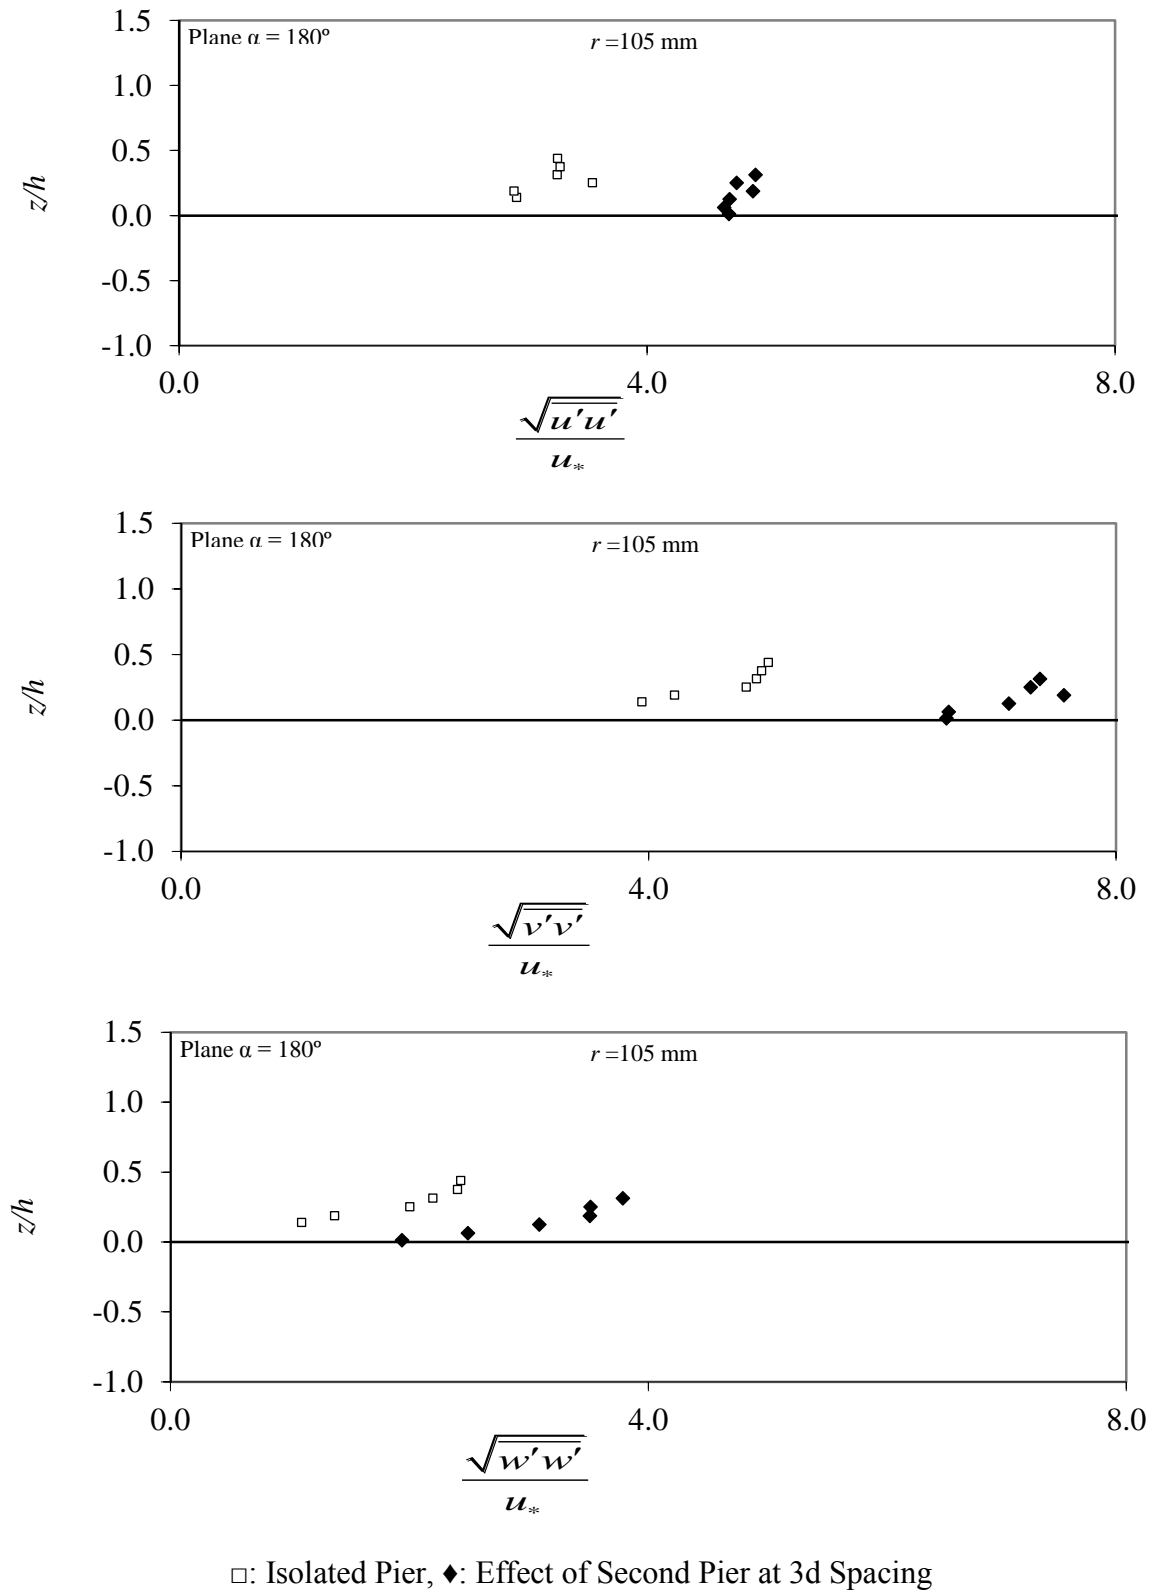 1.5
Plane α = 180º
r =105 mm
1.0
0.5
z/h
0.0
-0.5
-1.0
0.0 4.0 8.0
√u′u′
u*
1.5
Plane α = 180º
r =105 mm
1.0
0.5
z/h
0.0
-0.5
-1.0
0.0 4.0 8.0
√v′v′
u*
1.5
Plane α = 180º
r =105 mm
1.0
0.5
z/h
0.0
-0.5
-1.0
0.0 4.0 8.0
√w′w′
u*
□: Isolated Pier, ♦: Effect of Second Pier at 3d Spacing